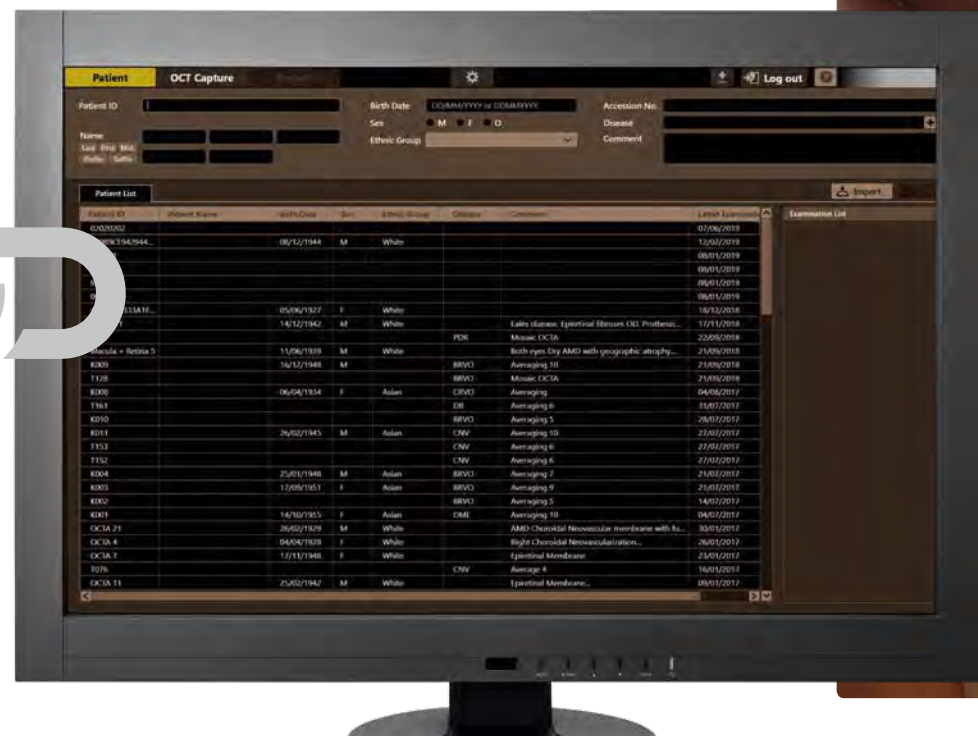 Patient OCT Capture Log out
Patient ID Birth Date DD/MM/YYYY or DDMMYYYY Accession No.
Sex M F O Disease
Name Ethnic Group Comment
Last First Mid.
Prefix Suffix
Patient List Import
Patient ID Patient Name Birth Date Sex Ethnic Group Disease Comment Latest Examination List
02020202 07/06/2019
08/12/1944 M White 12/02/2019
08/01/2019
08/01/2019
08/01/2019
08/01/2019
05/06/1927 F White 18/12/2018
14/12/1942 M White Eales disease. Epiretinal fibroses OD. 17/11/2018
PDR Mosaic OCTA 22/09/2018
Macula + Retina 5 11/06/1939 M White Both eyes Dry AMD with geographic atrophy... 21/09/2018
K009 16/12/1948 M BRVO Averaging 10 21/09/2018
T128 BRVO Mosaic OCTA 21/09/2018
K008 06/04/1934 F Asian CRVO Averaging 04/08/2017
T161 DR Averaging 6 31/07/2017
K010 BRVO Averaging 5 28/07/2017
K011 26/02/1945 M Asian CNV Averaging 10 27/07/2017
T153 CNV Averaging 6 27/07/2017
T152 CNV Averaging 6 27/07/2017
K004 25/01/1948 M Asian BRVO Averaging 7 21/07/2017
K003 17/09/1951 F Asian BRVO Averaging 9 21/07/2017
K002 BRVO Averaging 5 14/07/2017
K001 14/10/1955 F Asian DME Averaging 10 04/07/2017
OCTA 21 26/02/1929 M White AMD Choroidal Neovascular membrane with fu... 30/01/2017
OCTA 4 04/04/1928 F White Right Choroidal Neovascularization... 26/01/2017
OCTA 7 17/11/1948 F White Epiretinal Membrane 23/01/2017
T076 CNV Average 4 16/01/2017
OCTA 11 25/02/1942 M White Epiretinal Membrane... 09/01/2017